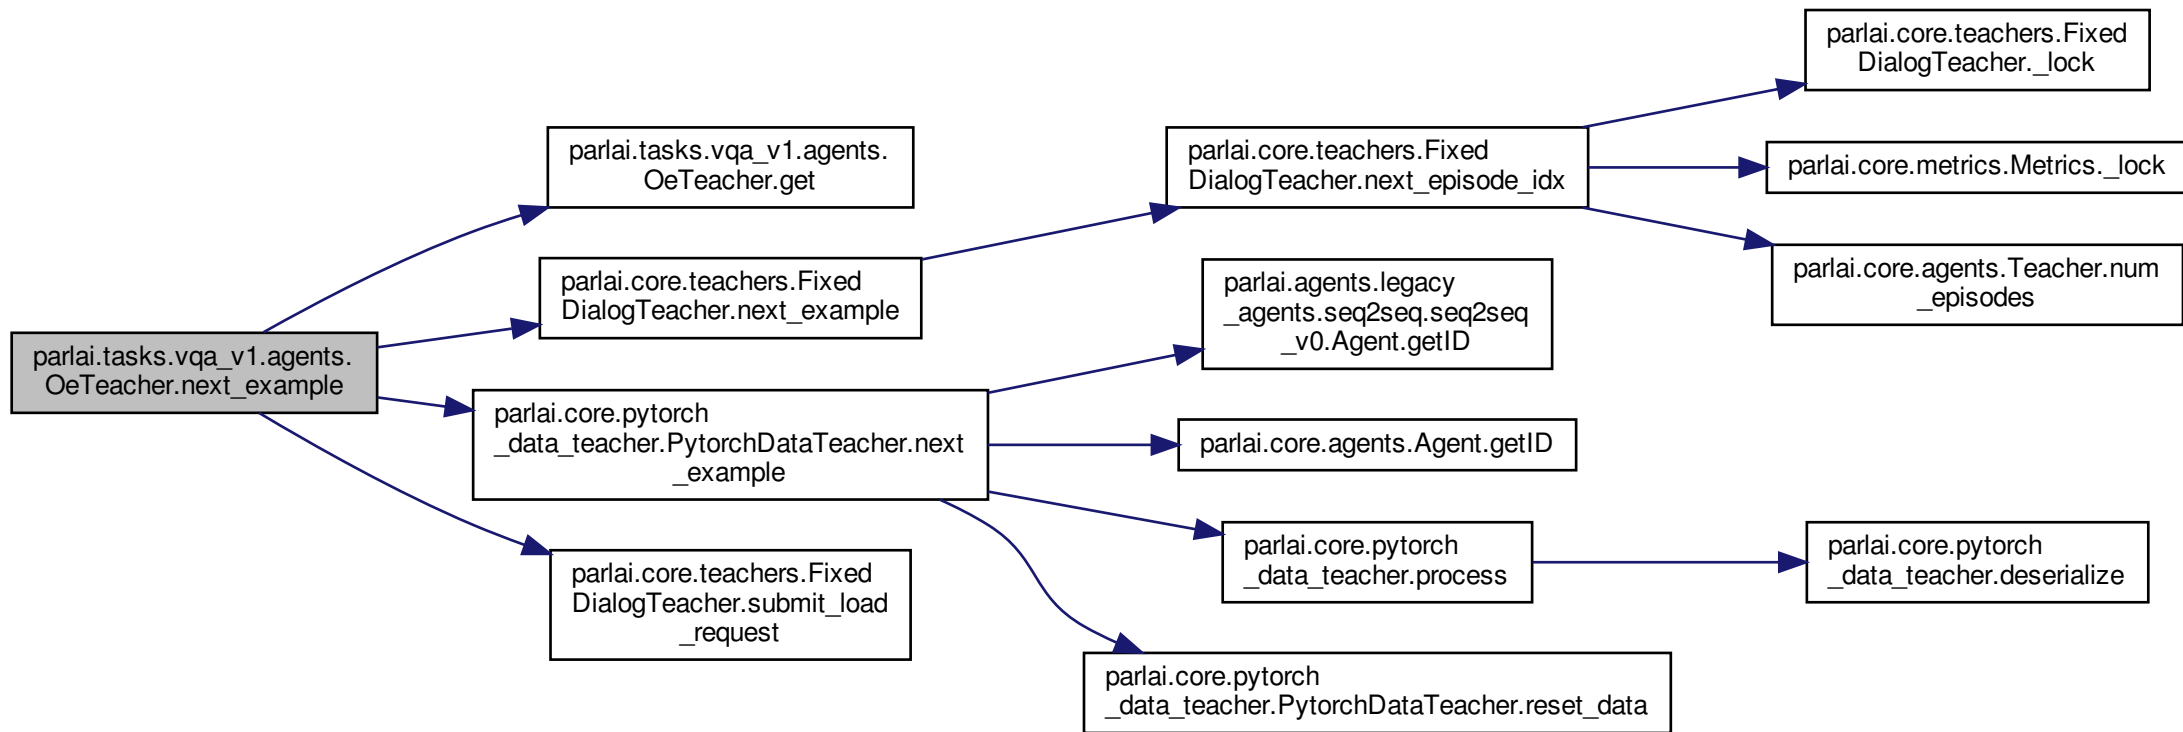 parlai.tasks.vqa_v1.agents.
OeTeacher.next_example
parlai.tasks.vqa_v1.agents.
OeTeacher.get
parlai.core.teachers.Fixed
DialogTeacher.next_example
parlai.core.pytorch
_data_teacher.PytorchDataTeacher.next
_example
parlai.core.teachers.Fixed
DialogTeacher.submit_load
_request
parlai.core.teachers.Fixed
DialogTeacher.next_episode_idx
parlai.agents.legacy
_agents.seq2seq.seq2seq
_v0.Agent.getID
parlai.core.agents.Agent.getID
parlai.core.pytorch
_data_teacher.process
parlai.core.pytorch
_data_teacher.PytorchDataTeacher.reset_data
parlai.core.teachers.Fixed
DialogTeacher._lock
parlai.core.metrics.Metrics._lock
parlai.core.agents.Teacher.num
_episodes
parlai.core.pytorch
_data_teacher.deserialize